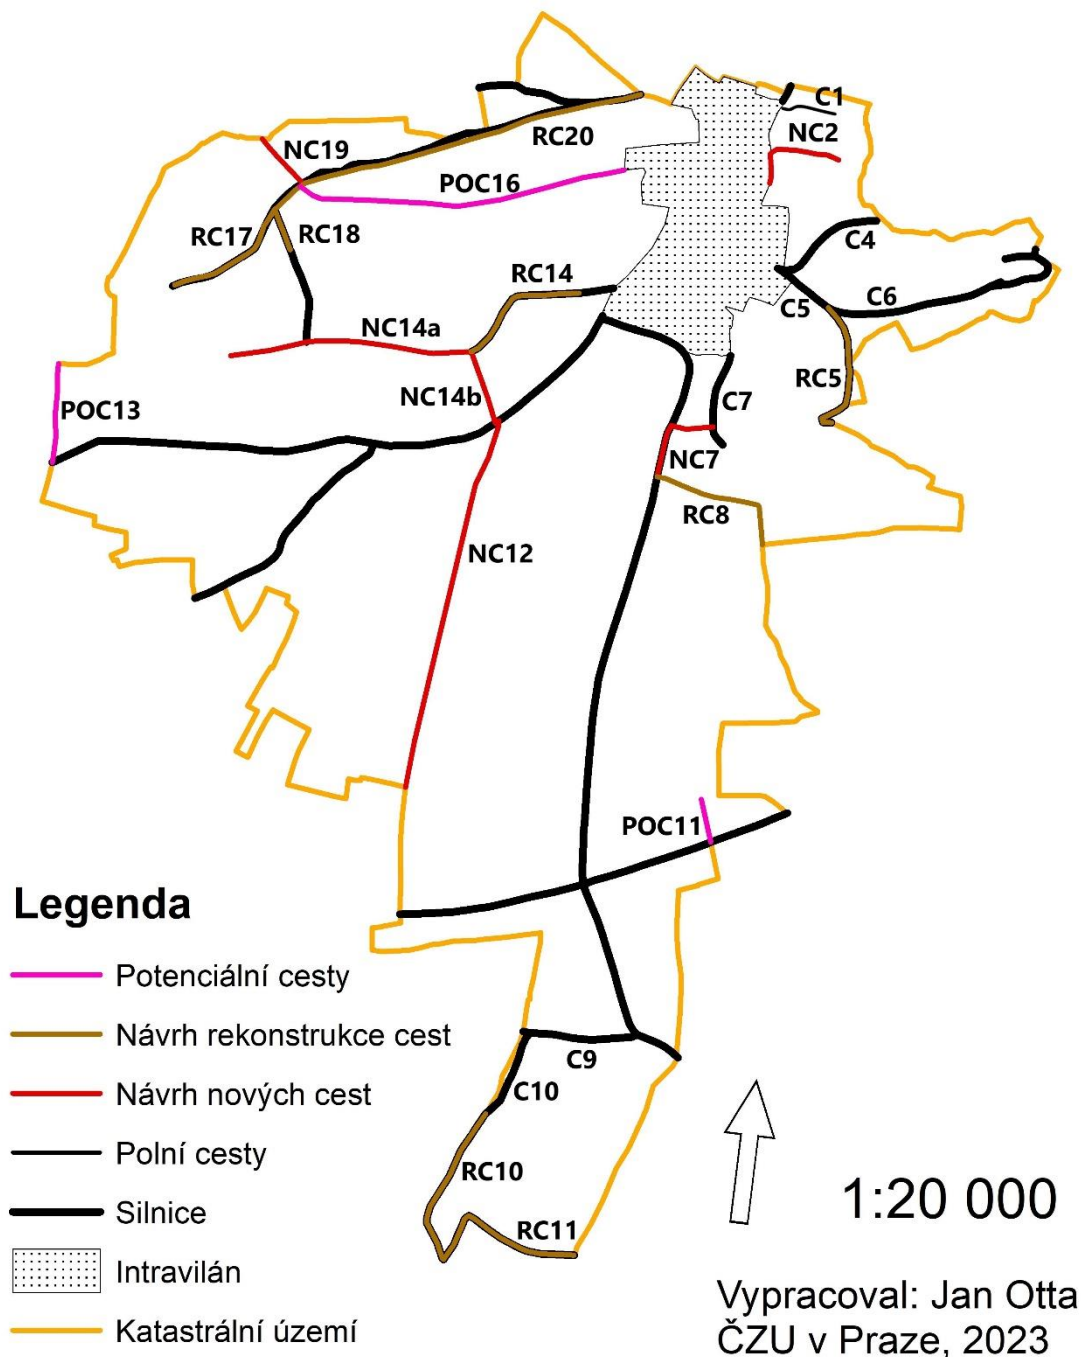 C1
NC2
NC19
RC20
POC16
RC17
RC18
C4
RC14
C5
C6
NC14a
RC5
NC14b
C7
POC13
NC7
RC8
NC12
POC11
C9
C10
RC10
RC11
Legenda
Potenciální cesty
Návrh rekonstrukce cest
Návrh nových cest
Polní cesty
Silnice
Intravilán
Katastrální území
1:20 000
Vypracoval: Jan Otta
ČZU v Praze, 2023